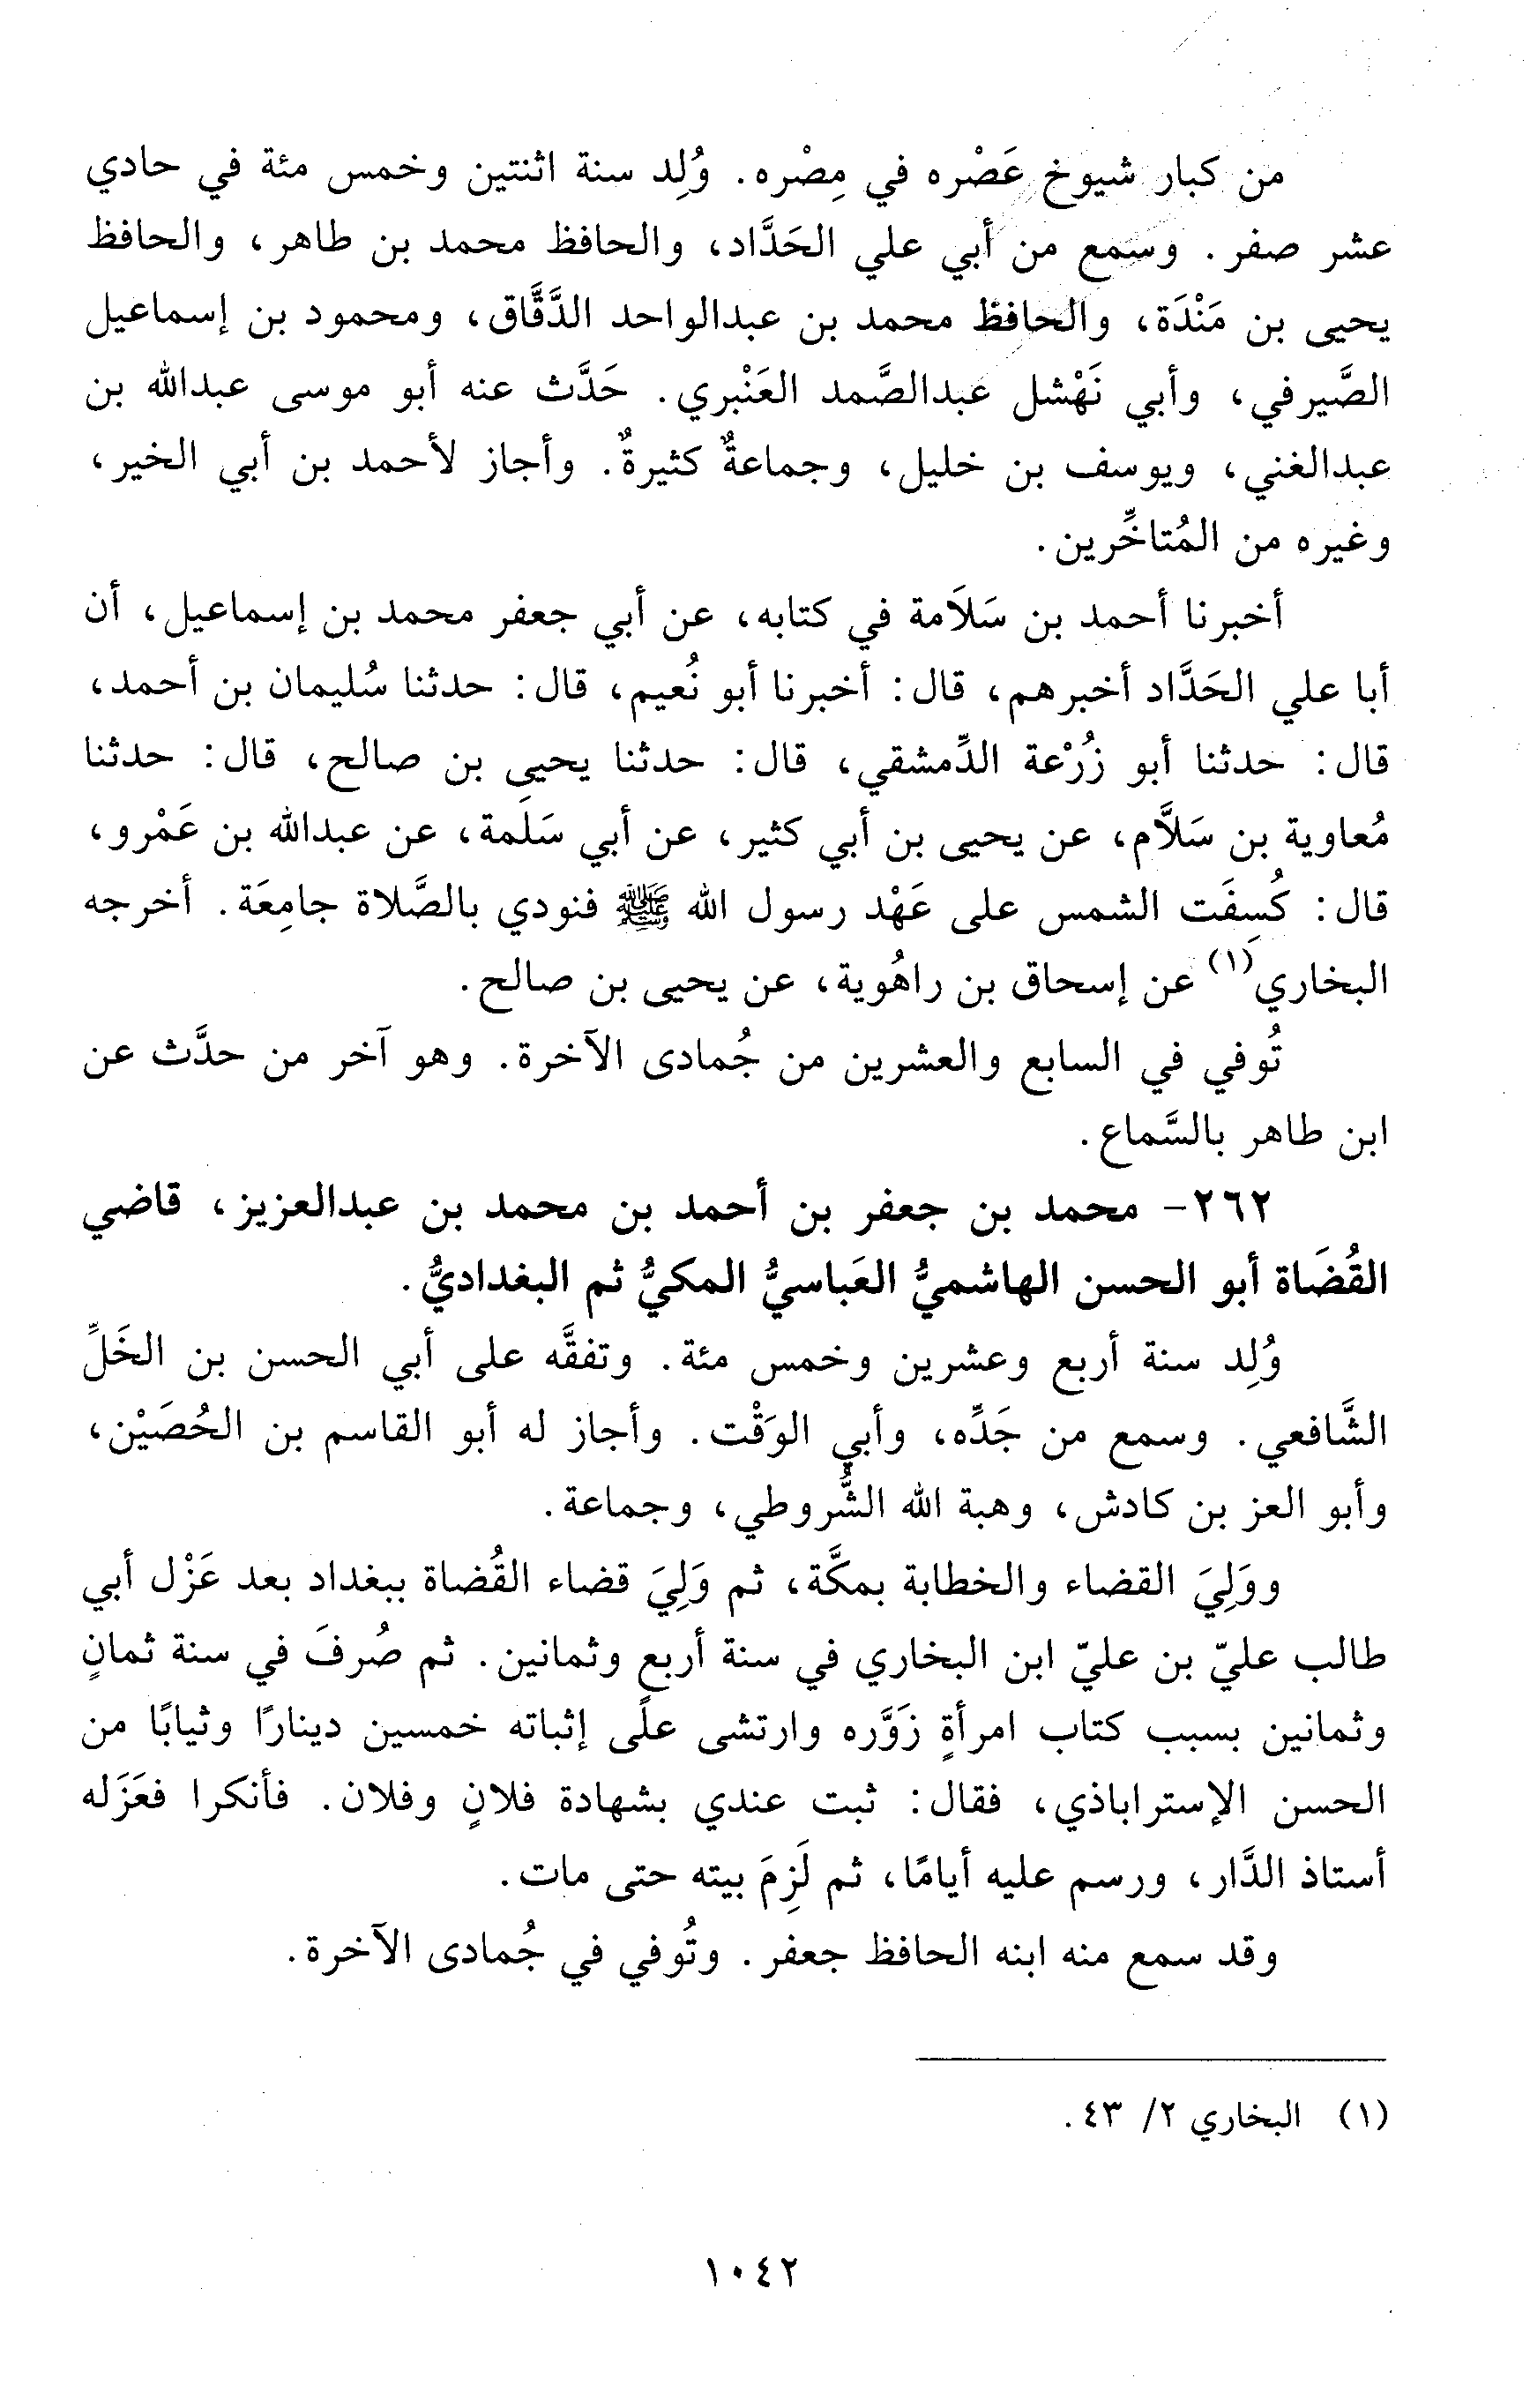 من كبار شيوخ عَصْره في مِصْره. وُلِد سنة اثنتين وخمس مئة في حادي
عشر صفر. وسمع من أبي علي الحَدَّاد، والحافظ محمد بن طاهر، والحافظ
يحيى بن مَنْدَة، والحافظ محمد بن عبدالواحد الدَّقَّاق، ومحمود بن إسماعيل
الصَّيرفي، وأبي نَهْشل عبدالصَّمد العَنْبري. حَدَّث عنه أبو موسى عبدالله بن
عبدالغني، ويوسف بن خليل، وجماعةٌ كثيرةٌ. وأجاز لأحمد بن أبي الخير،
وغيره من المُتاخِّرين.
أخبرنا أحمد بن سَلاَمة في كتابه، عن أبي جعفر محمد بن إسماعيل، أن
أبا علي الحَدَّاد أخبرهم، قال: أخبرنا أبو نُعيم، قال: حدثنا سُليمان بن أحمد،
قال: حدثنا أبو زُرْعة الدِّمشقي، قال: حدثنا يحيى بن صالح، قال: حدثنا
مُعاوية بن سَلاَّم، عن يحيى بن أبي كثير، عن أبي سَلَمة، عن عبدالله بن عَمْرو،
قال: كُسِفَت الشمس على عَهْد رسول الله ﷺ فنودي بالصَّلاة جامِعَة. أخرجه
البخاري(١) عن إسحاق بن راهُوية، عن يحيى بن صالح.
تُوفي في السابع والعشرين من جُمادى الآخرة. وهو آخر من حدَّث عن
ابن طاهر بالسَّماع.
٢٦٢- محمد بن جعفر بن أحمد بن محمد بن عبدالعزيز، قاضي
القُضَاة أبو الحسن الهاشميُّ العَباسيُّ المكيُّ ثم البغداديُّ.
وُلِد سنة أربع وعشرين وخمس مئة. وتفقَّه على أبي الحسن بن الخَلِّ
الشَّافعي. وسمع من جَدِّه، وأبي الوَقْت. وأجاز له أبو القاسم بن الحُصَيْن،
وأبو العز بن كادش، وهبة الله الشُّروطي، وجماعة.
ووَلِيَ القضاء والخطابة بمكَّة، ثم وَلِيَ قضاء القُضاة ببغداد بعد عَزْل أبي
طالب عليّ بن عليّ ابن البخاري في سنة أربع وثمانين. ثم صُرفَ في سنة ثمانٍ
وثمانين بسبب كتاب امرأةٍ زَوَّره وارتشى على إثباته خمسين دينارًا وثيابًا من
الحسن الإستراباذي، فقال: ثبت عندي بشهادة فلانٍ وفلان. فأنكرا فعَزَله
أستاذ الدَّار، ورسم عليه أيامًا، ثم لَزِمَ بيته حتى مات.
وقد سمع منه ابنه الحافظ جعفر. وتُوفي في جُمادى الآخرة.
(١) البخاري ٢/ ٤٣.
١٠٤٢